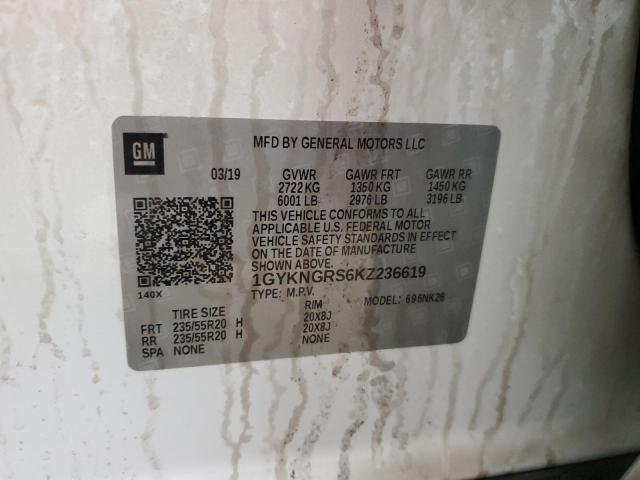 GM
MFD BY GENERAL MOTORS LLC
03/19 GVWR GAWR FRT GAWR RR
2722 KG 1350 KG 1450 KG
6001 LB 2976 LB 3196 LB
THIS VEHICLE CONFORMS TO ALL
APPLICABLE U.S. FEDERAL MOTOR
VEHICLE SAFETY STANDARDS IN EFFECT
ON THE DATE OF MANUFACTURE
SHOWN ABOVE.
1GYKNGRS6KZ236619
140X
TYPE: M.P.V. MODEL: 696NK26
TIRE SIZE RIM
FRT 235/55R20 H 20X8J
RR 235/55R20 H 20X8J
SPA NONE NONE